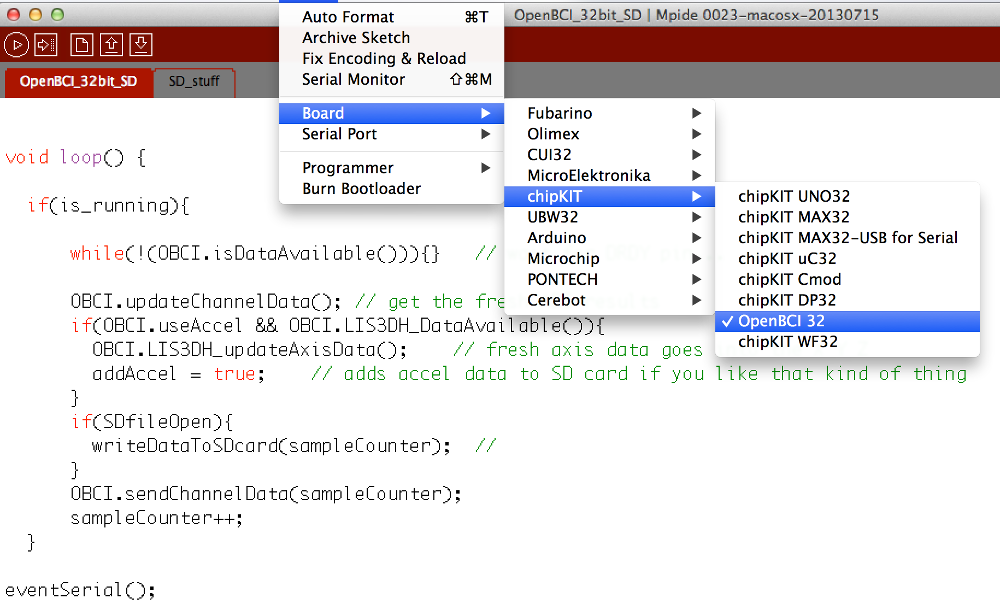 OpenBCI_32bit_SD | Mpide 0023-macosx-20130715
OpenBCI_32bit_SD SD_stuff
Auto Format ⌘T
Archive Sketch
Fix Encoding & Reload
Serial Monitor ⇧⌘M
Board ▶
Serial Port ▶
Programmer ▶
Burn Bootloader
Fubarino ▶
Olimex ▶
CUI32 ▶
MicroElektronika ▶
chipKIT ▶
UBW32 ▶
Arduino ▶
Microchip ▶
PONTECH ▶
Cerebot ▶
chipKIT UNO32
chipKIT MAX32
chipKIT MAX32-USB for Serial
chipKIT uC32
chipKIT Cmod
chipKIT DP32
✓ OpenBCI 32
chipKIT WF32
void loop() {
if(is_running){
while(!(OBCI.isDataAvailable())){} //
OBCI.updateChannelData(); // get the
if(OBCI.useAccel && OBCI.LIS3DH_DataAvailable()){
OBCI.LIS3DH_updateAxisData(); // fresh axis data goes
addAccel = true; // adds accel data to SD card if you like that kind of thing
}
if(SDfileOpen){
writeDataToSDcard(sampleCounter); //
}
OBCI.sendChannelData(sampleCounter);
sampleCounter++;
}
eventSerial();